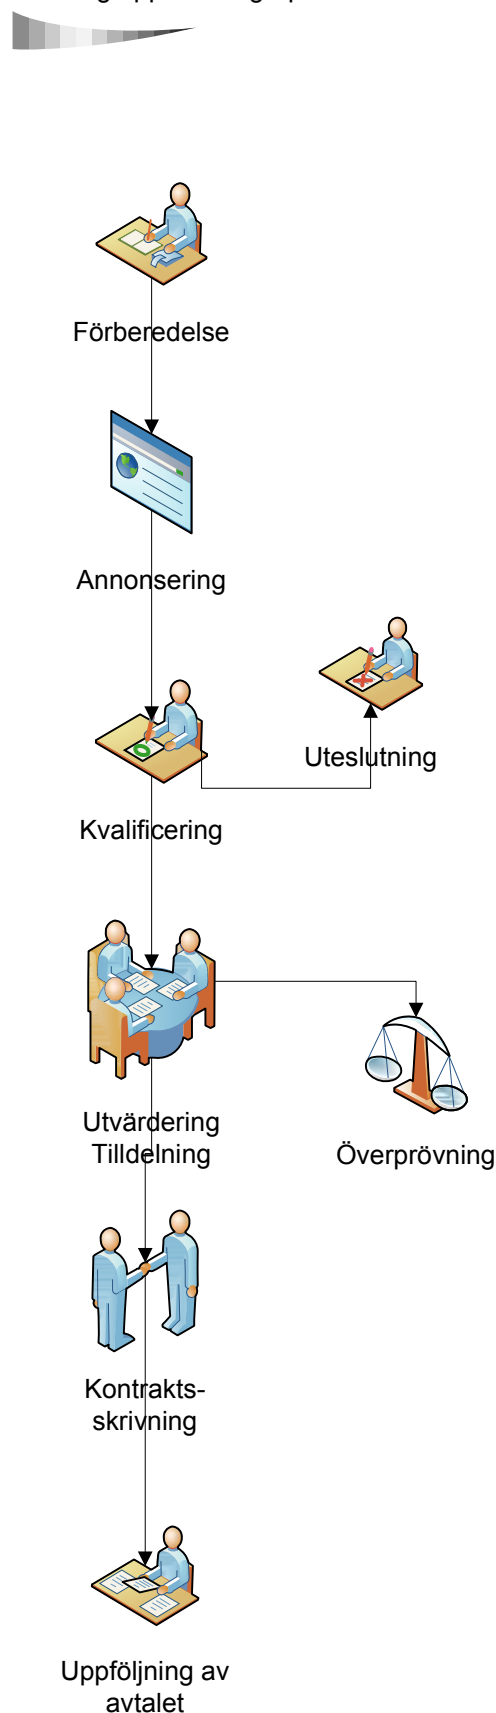 Förberedelse
Annonsering
Uteslutning
Kvalificering
Utvärdering
Tilldelning
Överprövning
Kontrakts-
skrivning
Uppföljning av
avtalet